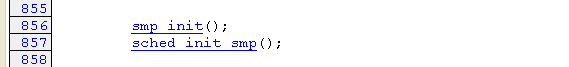 855
856 smp_init();
857 sched_init_smp();
858